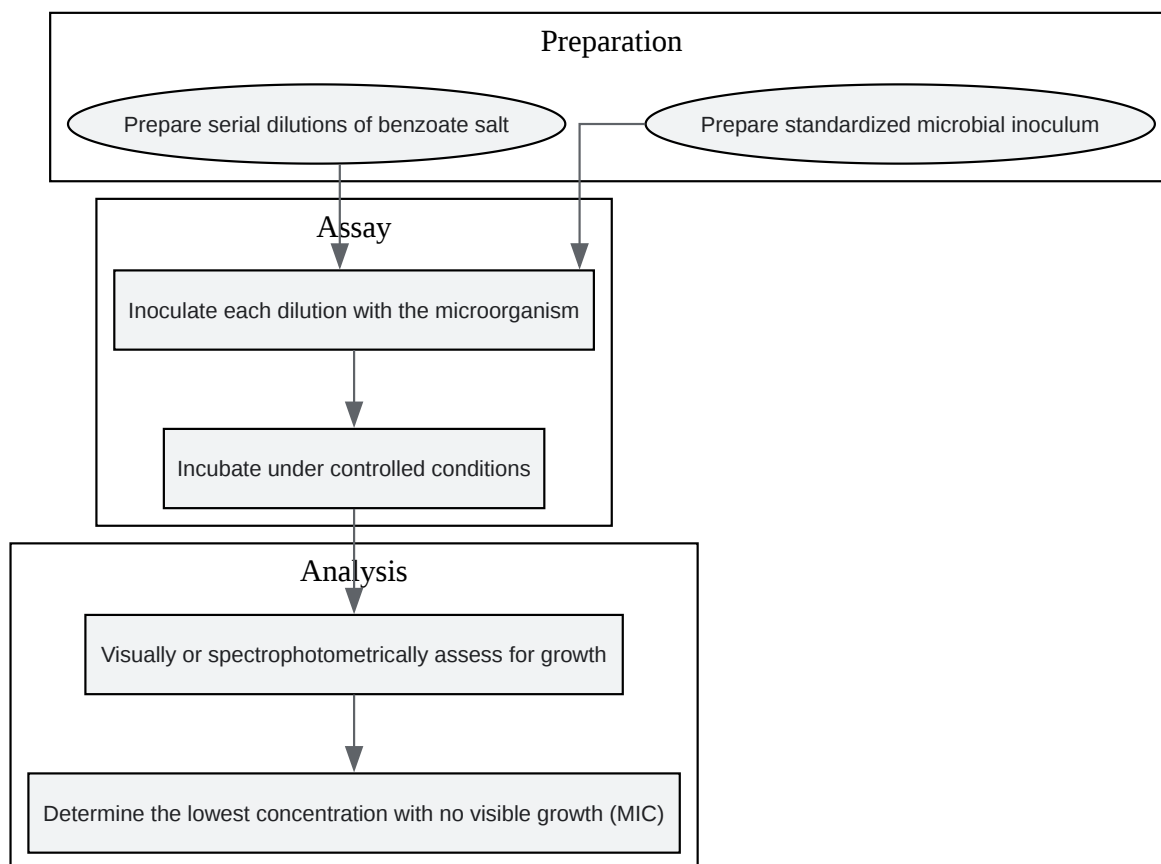 Preparation
Prepare serial dilutions of benzoate salt
Prepare standardized microbial inoculum
Assay
Inoculate each dilution with the microorganism
Incubate under controlled conditions
Analysis
Visually or spectrophotometrically assess for growth
Determine the lowest concentration with no visible growth (MIC)